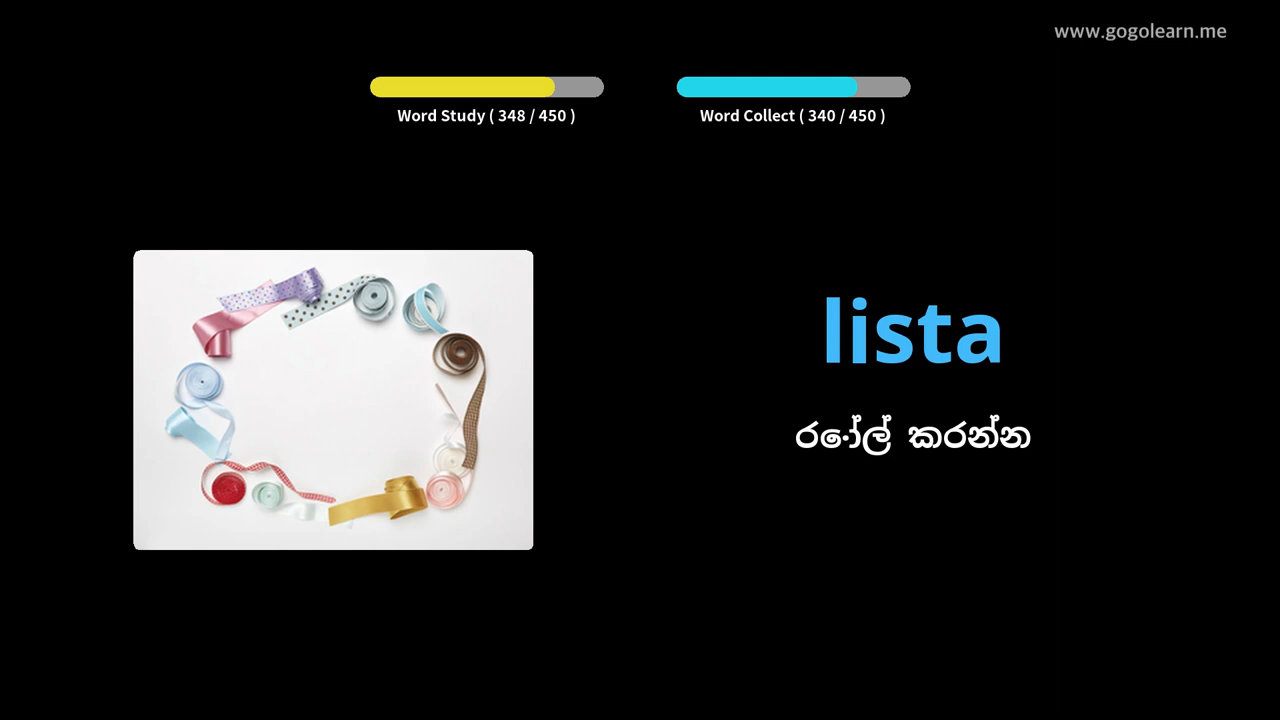 www.gogolearn.me
Word Study ( 348 / 450 )
Word Collect ( 340 / 450 )
lista
රෝල් කරන්න